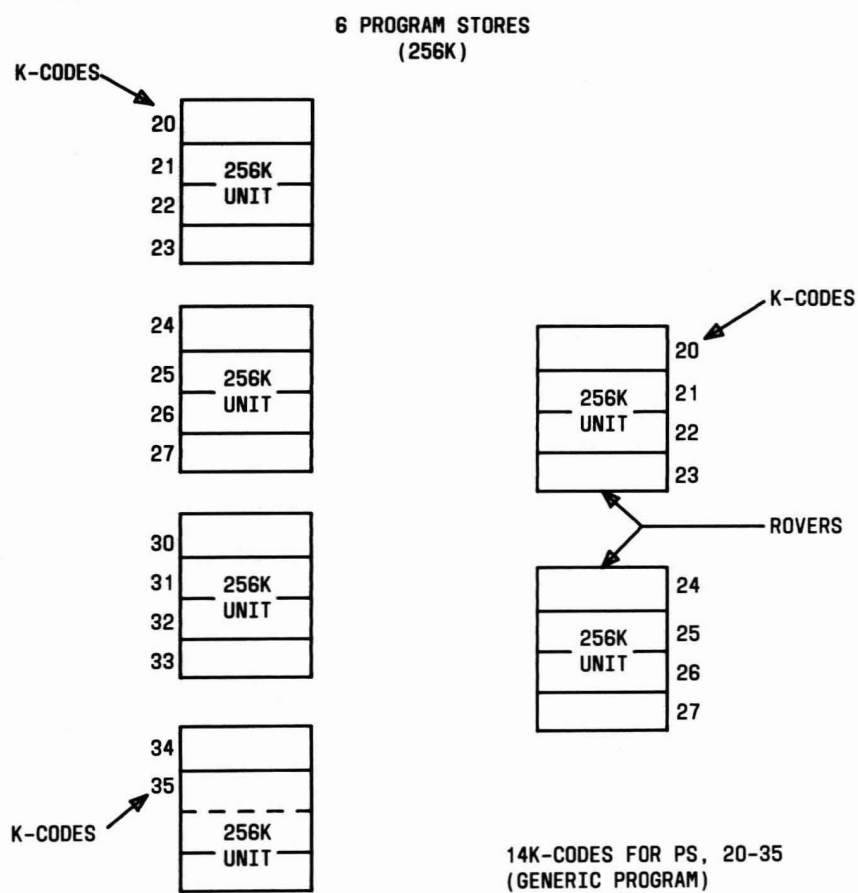 6 PROGRAM STORES
(256K)
K-CODES
20
21
22
23
256K
UNIT
24
25
26
27
256K
UNIT
30
31
32
33
256K
UNIT
34
35
K-CODES
256K
UNIT
K-CODES
20
21
22
23
256K
UNIT
ROVERS
24
25
26
27
256K
UNIT
14K-CODES FOR PS, 20-35
(GENERIC PROGRAM)